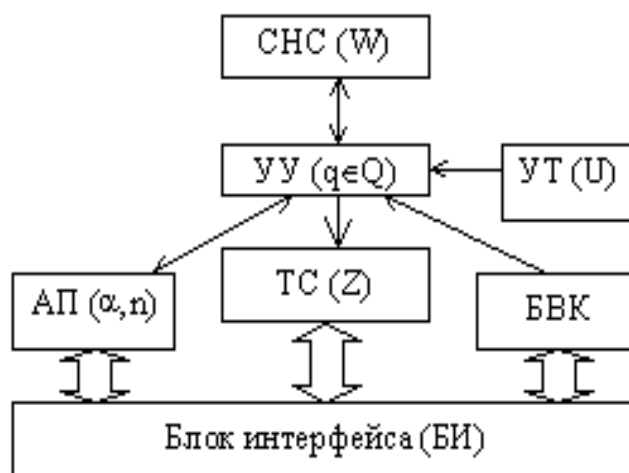 СНС (W)
УУ (q∈Q)
УТ (U)
АП (α,n)
ТС (Z)
БВК
Блок интерфейса (БИ)